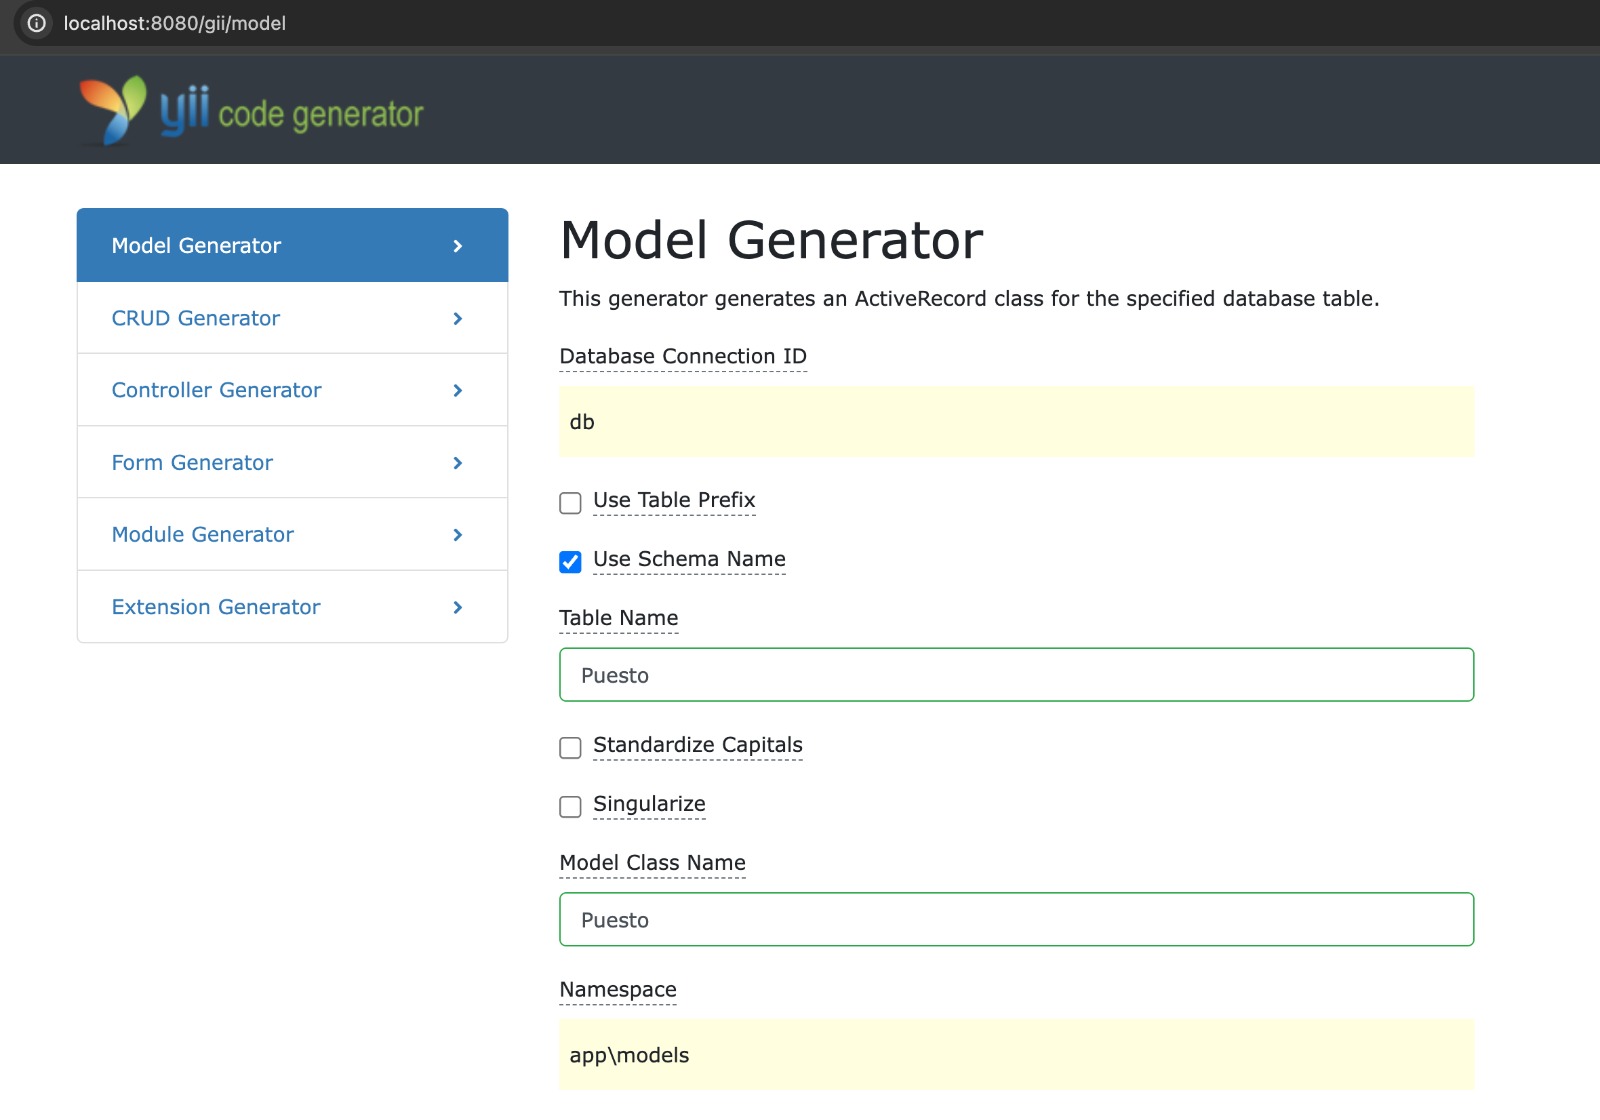 localhost:8080/gii/model
yii code generator
Model Generator
CRUD Generator
Controller Generator
Form Generator
Module Generator
Extension Generator
Model Generator
This generator generates an ActiveRecord class for the specified database table.
Database Connection ID
db
Use Table Prefix
Use Schema Name
Table Name
Puesto
Standardize Capitals
Singularize
Model Class Name
Puesto
Namespace
app\models